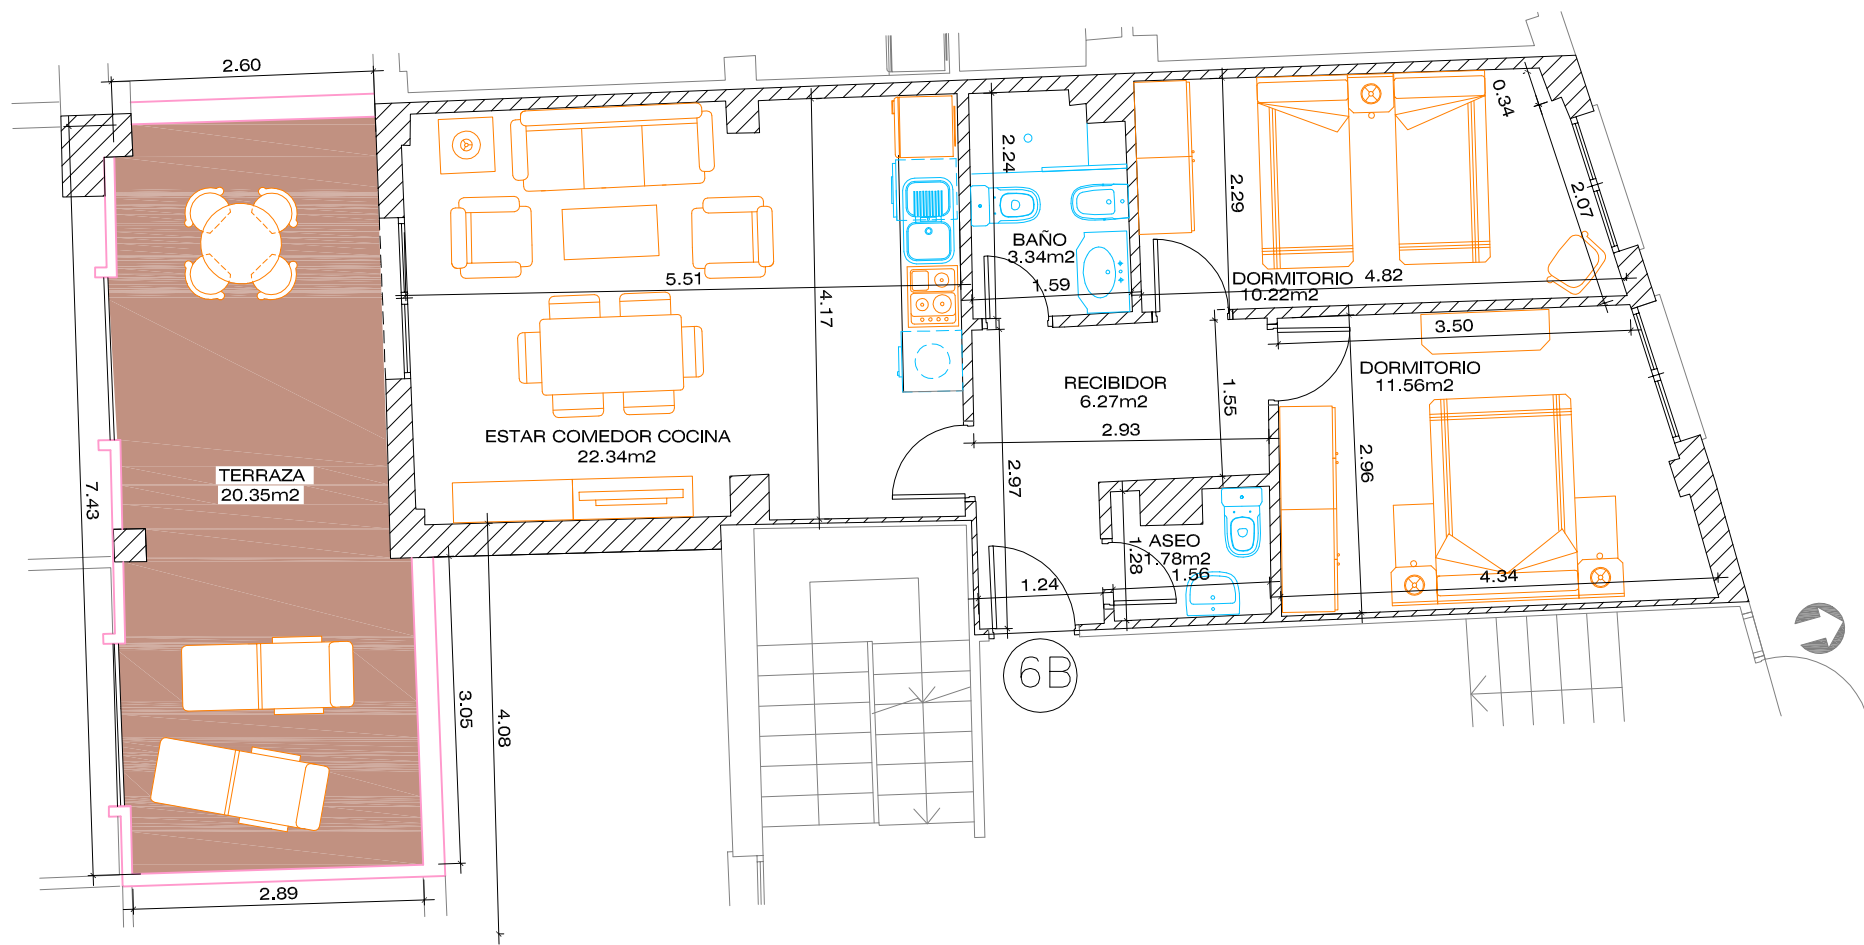 2.60
0.34
2.24
2.29
2.07
BAÑO
3.34m2
1.59
DORMITORIO
10.22m2
4.82
5.51
4.17
3.50
DORMITORIO
11.56m2
RECIBIDOR
6.27m2
1.55
2.93
ESTAR COMEDOR COCINA
22.34m2
2.96
TERRAZA
20.35m2
7.43
2.97
ASEO
1.78m2
1.28
1.56
1.24
4.34
6B
3.05
4.08
2.89